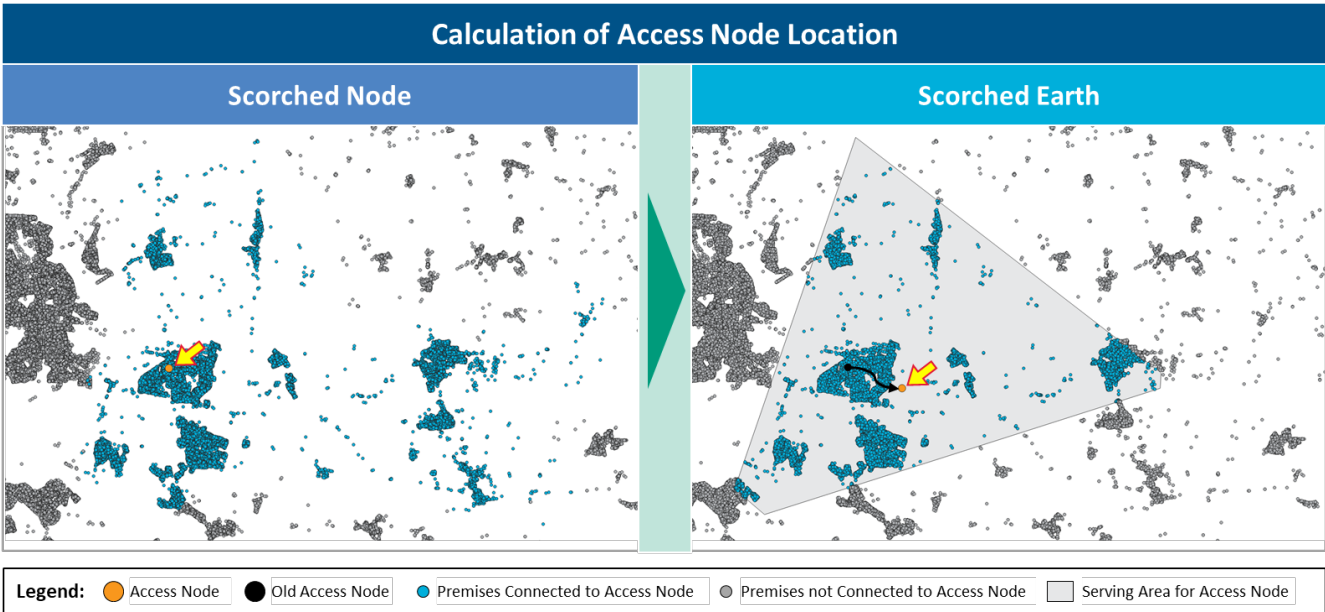 Calculation of Access Node Location
Scorched Node
Scorched Earth
Legend: Access Node Old Access Node Premises Connected to Access Node Premises not Connected to Access Node Serving Area for Access Node